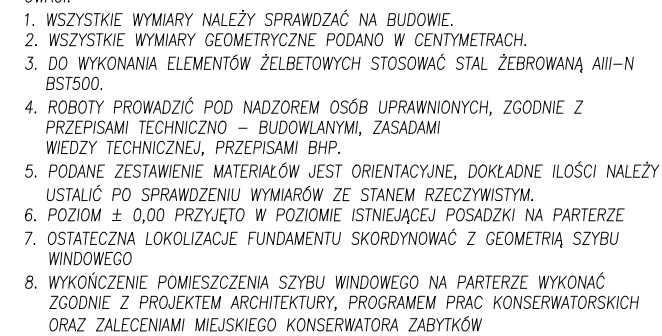 1. WSZYSTKIE WYMIARY NALEŻY SPRAWDZAĆ NA BUDOWIE.
2. WSZYSTKIE WYMIARY GEOMETRYCZNE PODANO W CENTYMETRACH.
3. DO WYKONANIA ELEMENTÓW ŻELBETOWYCH STOSOWAĆ STAL ŻEBROWANĄ AIII-N
BST500.
4. ROBOTY PROWADZIĆ POD NADZOREM OSÓB UPRAWNIONYCH, ZGODNIE Z
PRZEPISAMI TECHNICZNO – BUDOWLANYMI, ZASADAMI
WIEDZY TECHNICZNEJ, PRZEPISAMI BHP.
5. PODANE ZESTAWIENIE MATERIAŁÓW JEST ORIENTACYJNE, DOKŁADNE ILOŚCI NALEŻY
USTALIĆ PO SPRAWDZENIU WYMIARÓW ZE STANEM RZECZYWISTYM.
6. POZIOM ± 0,00 PRZYJĘTO W POZIOMIE ISTNIEJĄCEJ POSADZKI NA PARTERZE
7. OSTATECZNA LOKOLIZACJE FUNDAMENTU SKORDYNOWAĆ Z GEOMETRIĄ SZYBU
WINDOWEGO
8. WYKOŃCZENIE POMIESZCZENIA SZYBU WINDOWEGO NA PARTERZE WYKONAĆ
ZGODNIE Z PROJEKTEM ARCHITEKTURY, PROGRAMEM PRAC KONSERWATORSKICH
ORAZ ZALECENIAMI MIEJSKIEGO KONSERWATORA ZABYTKÓW